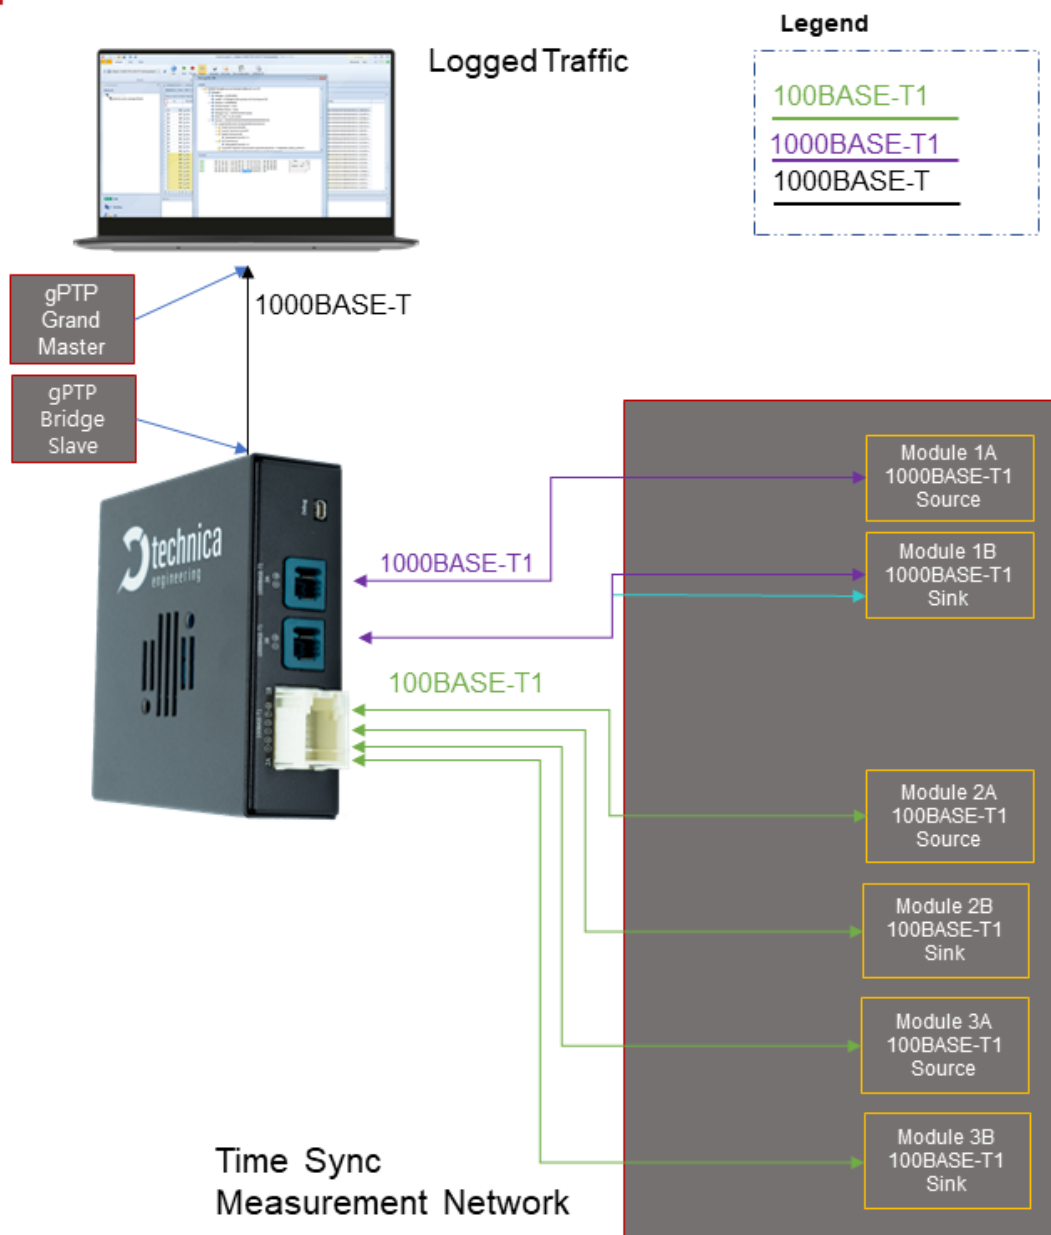 Legend
Logged Traffic
100BASE-T1
1000BASE-T1
1000BASE-T
gPTP
Grand
Master
1000BASE-T
gPTP
Bridge
Slave
technica
engineering
1000BASE-T1
100BASE-T1
Module 1A
1000BASE-T1
Source
Module 1B
1000BASE-T1
Sink
Module 2A
100BASE-T1
Source
Module 2B
100BASE-T1
Sink
Module 3A
100BASE-T1
Source
Module 3B
100BASE-T1
Sink
Time Sync
Measurement Network